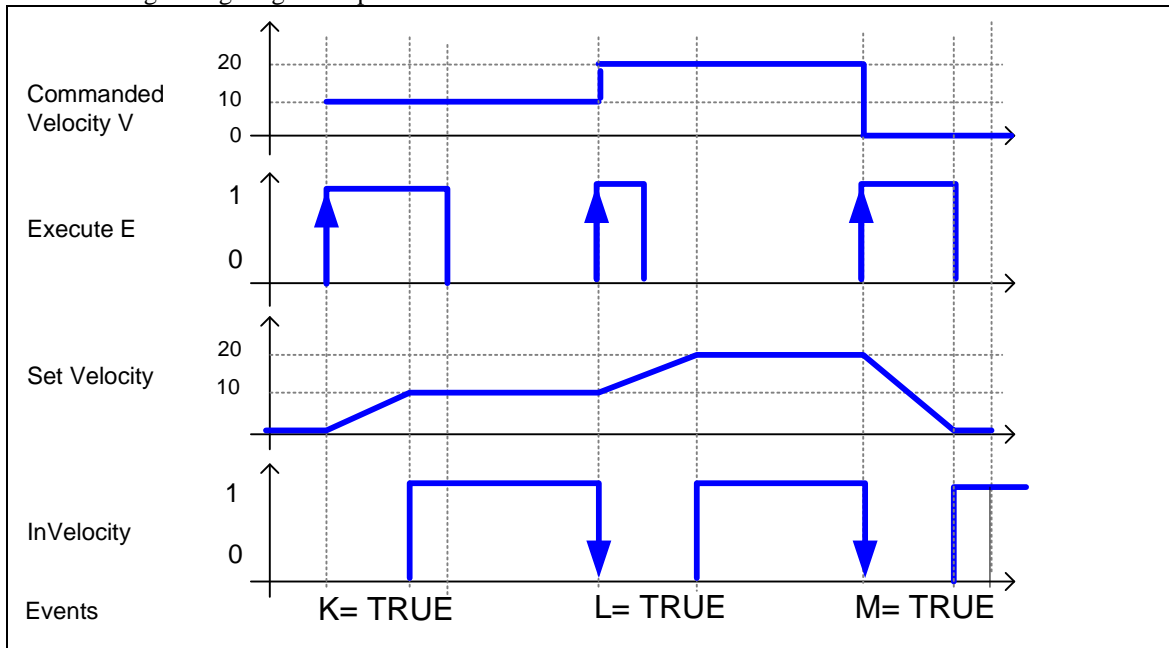 20
10
0
Commanded
Velocity V
1
0
Execute E
20
10
Set Velocity
1
0
InVelocity
Events
K= TRUE
L= TRUE
M= TRUE